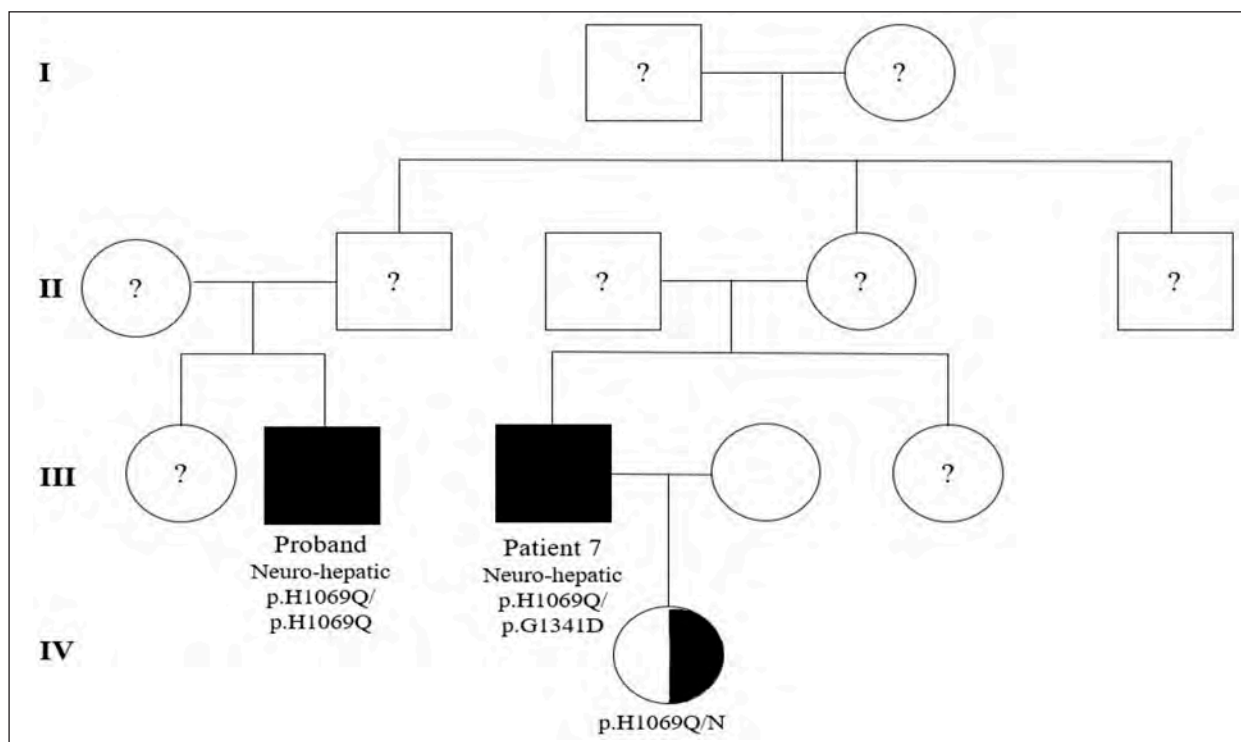 I
?
?
II
?
?
?
?
?
III
?
?
Proband
Neuro-hepatic
p.H1069Q/
p.H1069Q
Patient 7
Neuro-hepatic
p.H1069Q/
p.G1341D
IV
p.H1069Q/N